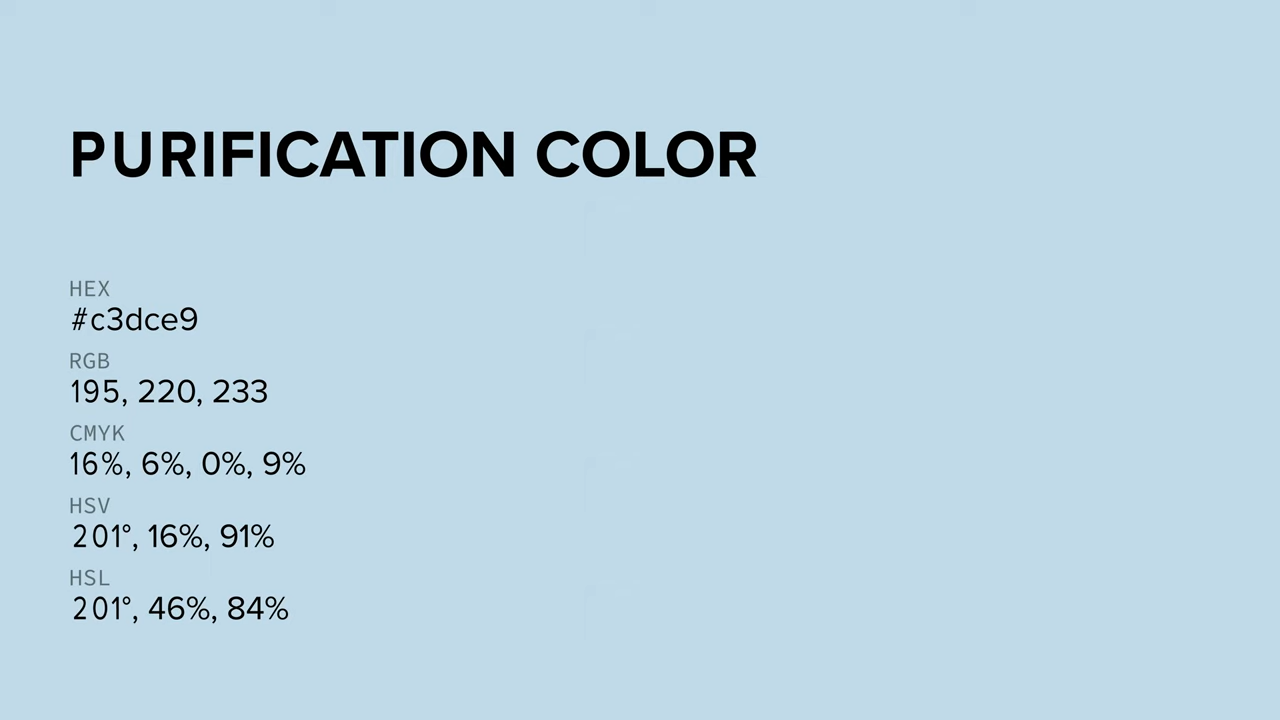 PURIFICATION COLOR
HEX
#c3dce9
RGB
195, 220, 233
CMYK
16%, 6%, 0%, 9%
HSV
201°, 16%, 91%
HSL
201°, 46%, 84%